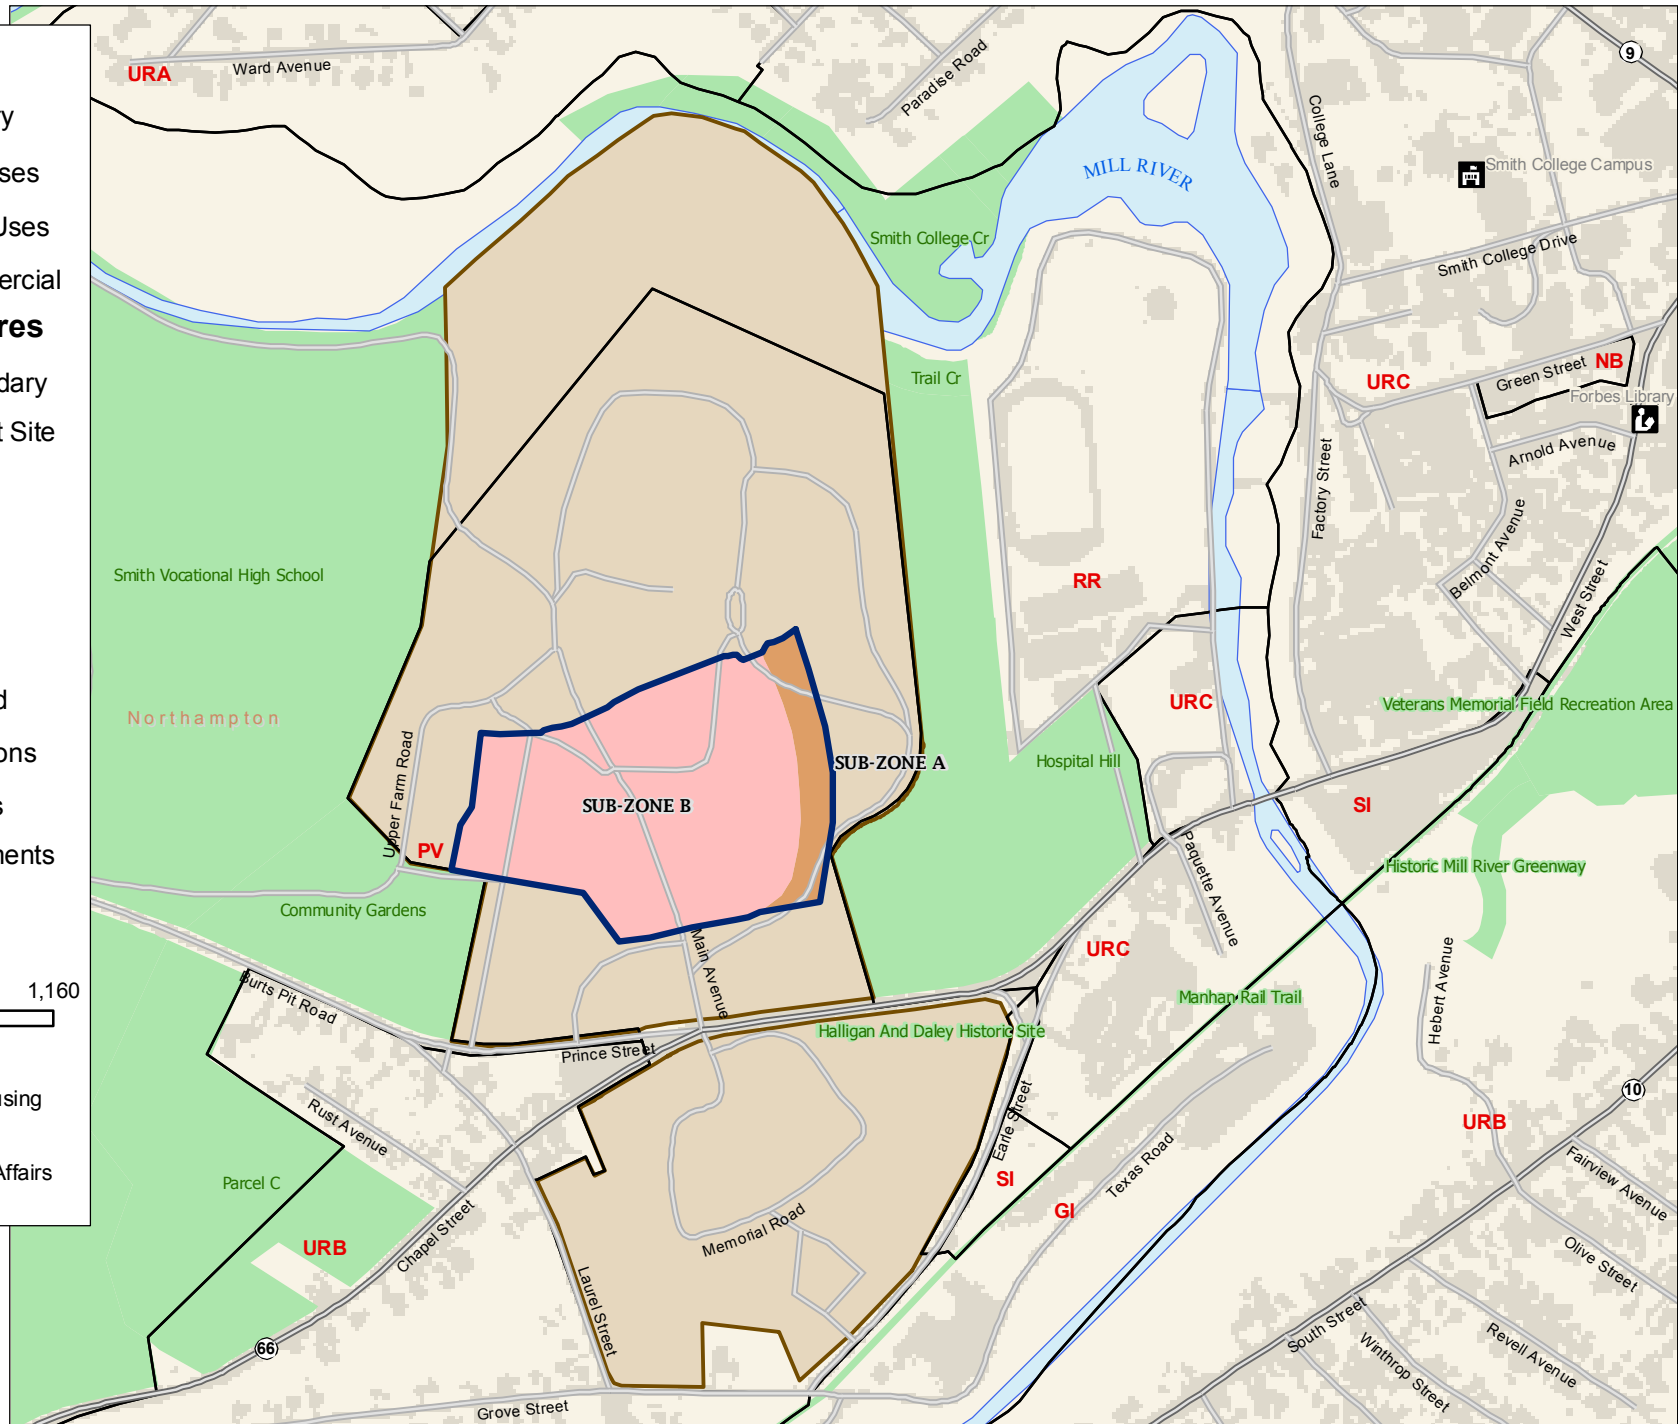 URA
Ward Avenue
Paradise Road
9
ry
ses
Uses
ercial
res
dary
t Site
College Lane
MILL RIVER
Smith College Campus
Smith College Cr
Smith College Drive
Trail Cr
URC
Green Street
NB
Forbes Library
Arnold Avenue
Factory Street
Belmont Avenue
West Street
Smith Vocational High School
RR
Northampton
d
ons
s
ments
URC
Veterans Memorial Field Recreation Area
Upper Farm Road
SUB-ZONE A
SUB-ZONE B
Hospital Hill
SI
PV
Paquette Avenue
Historic Mill River Greenway
Community Gardens
Main Avenue
URC
1,160
Burts Pit Road
Manhan Rail Trail
Hebert Avenue
Halligan And Daley Historic Site
Prince Street
using
Rust Avenue
Earle Street
10
URB
Affairs
Parcel C
SI
Texas Road
GI
Fairview Avenue
Memorial Road
Chapel Street
URB
Olive Street
Laurel Street
66
South Street
Revell Avenue
Winthrop Street
Grove Street